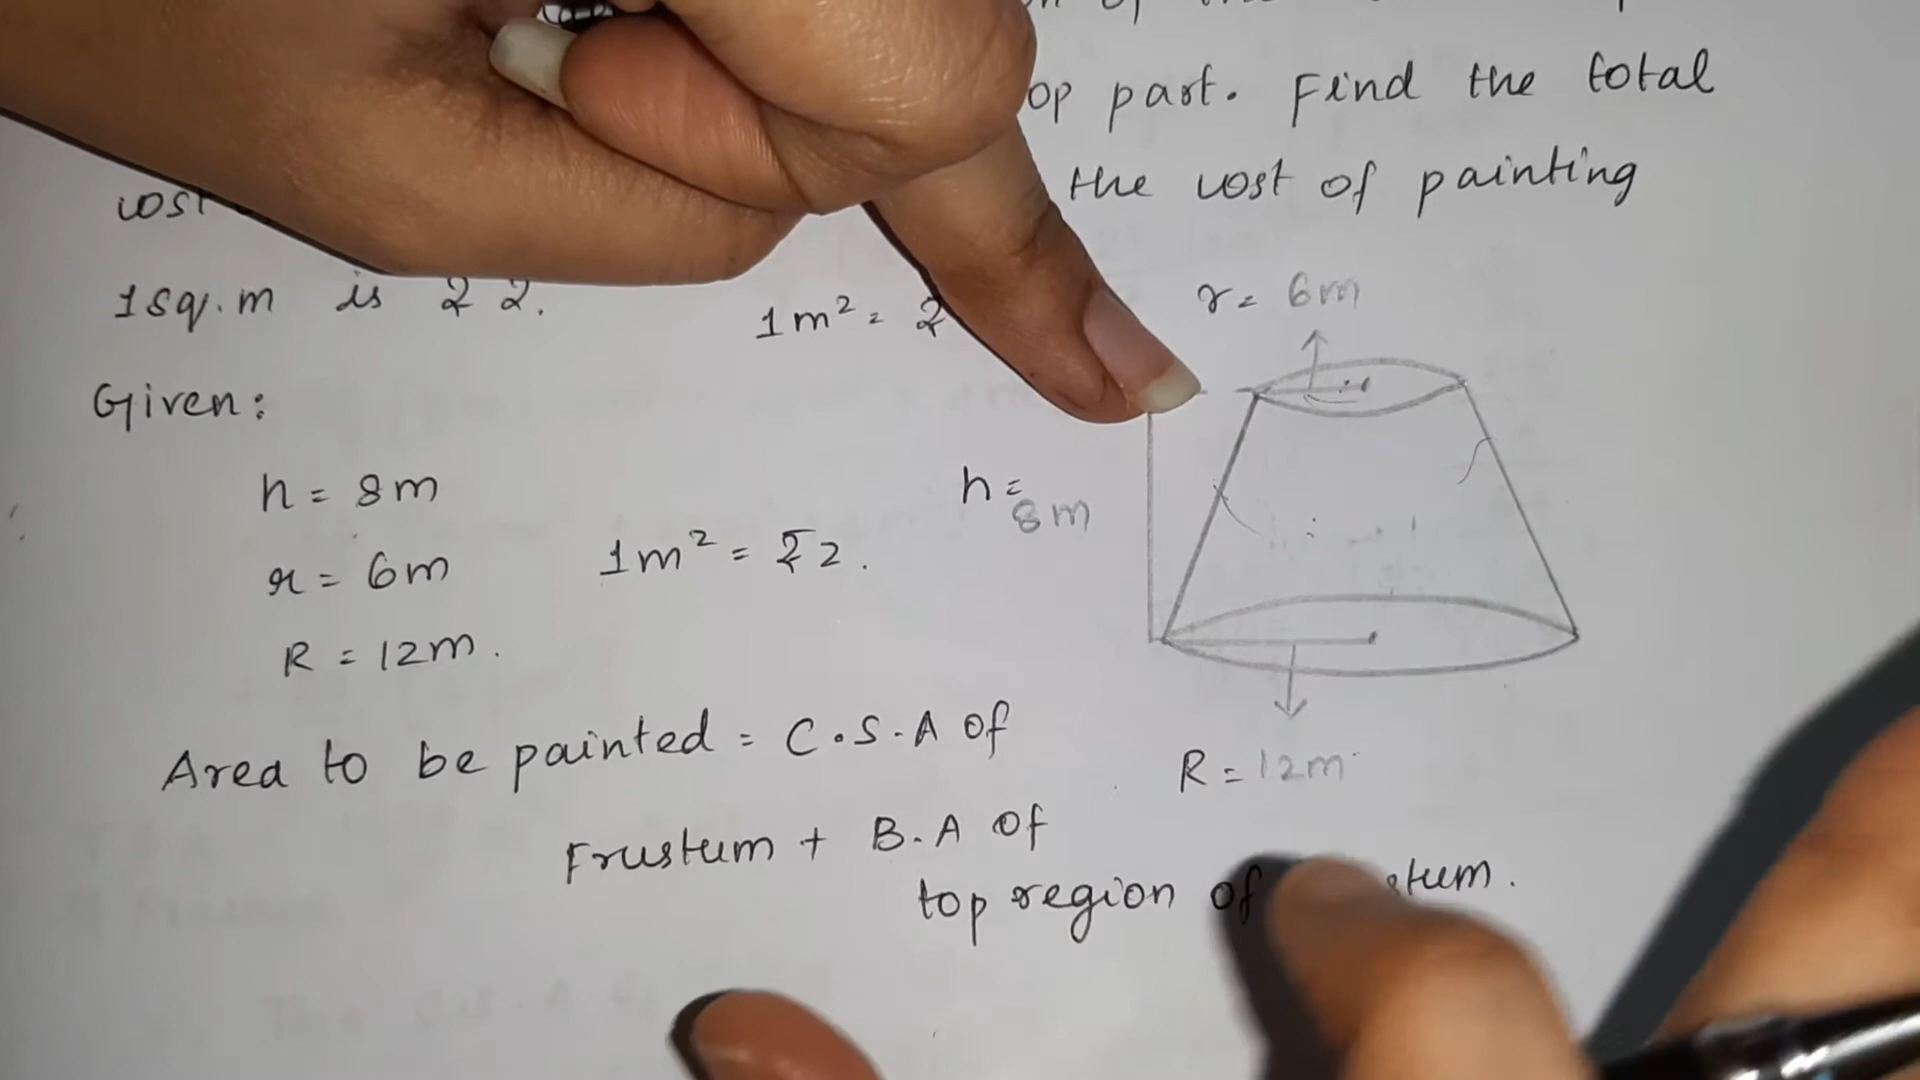 op part. Find the total
the cost of painting
1sq.m is ₹ 2.
1m² =
r = 6m
Given:
h = 8m
h =
8m
r = 6m
1m² = ₹2.
R = 12m.
Area to be painted = C.S.A of
R = 12m
Frustum + B.A of
top region of